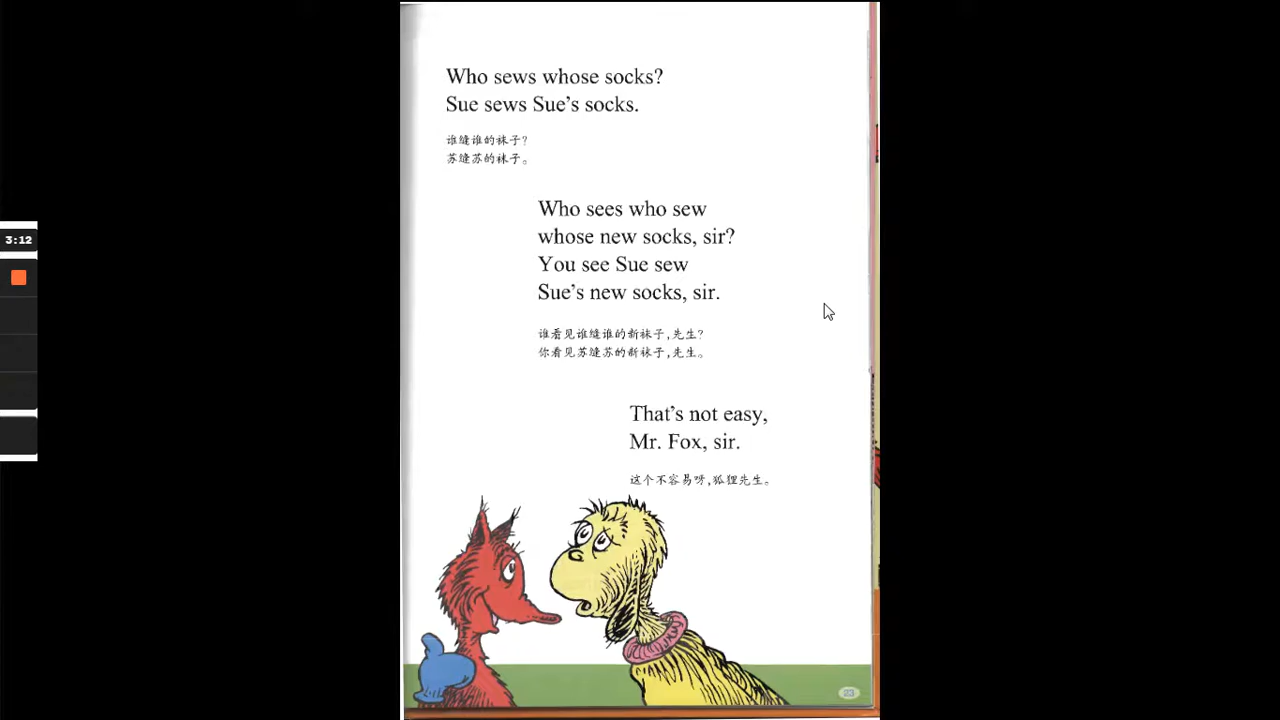 3:12
Who sews whose socks?
Sue sews Sue's socks.
谁缝谁的袜子?
苏缝苏的袜子。
Who sees who sew
whose new socks, sir?
You see Sue sew
Sue's new socks, sir.
谁看见谁缝谁的新袜子,先生?
你看见苏缝苏的新袜子,先生。
That's not easy,
Mr. Fox, sir.
这个不容易呀,狐狸先生。
23